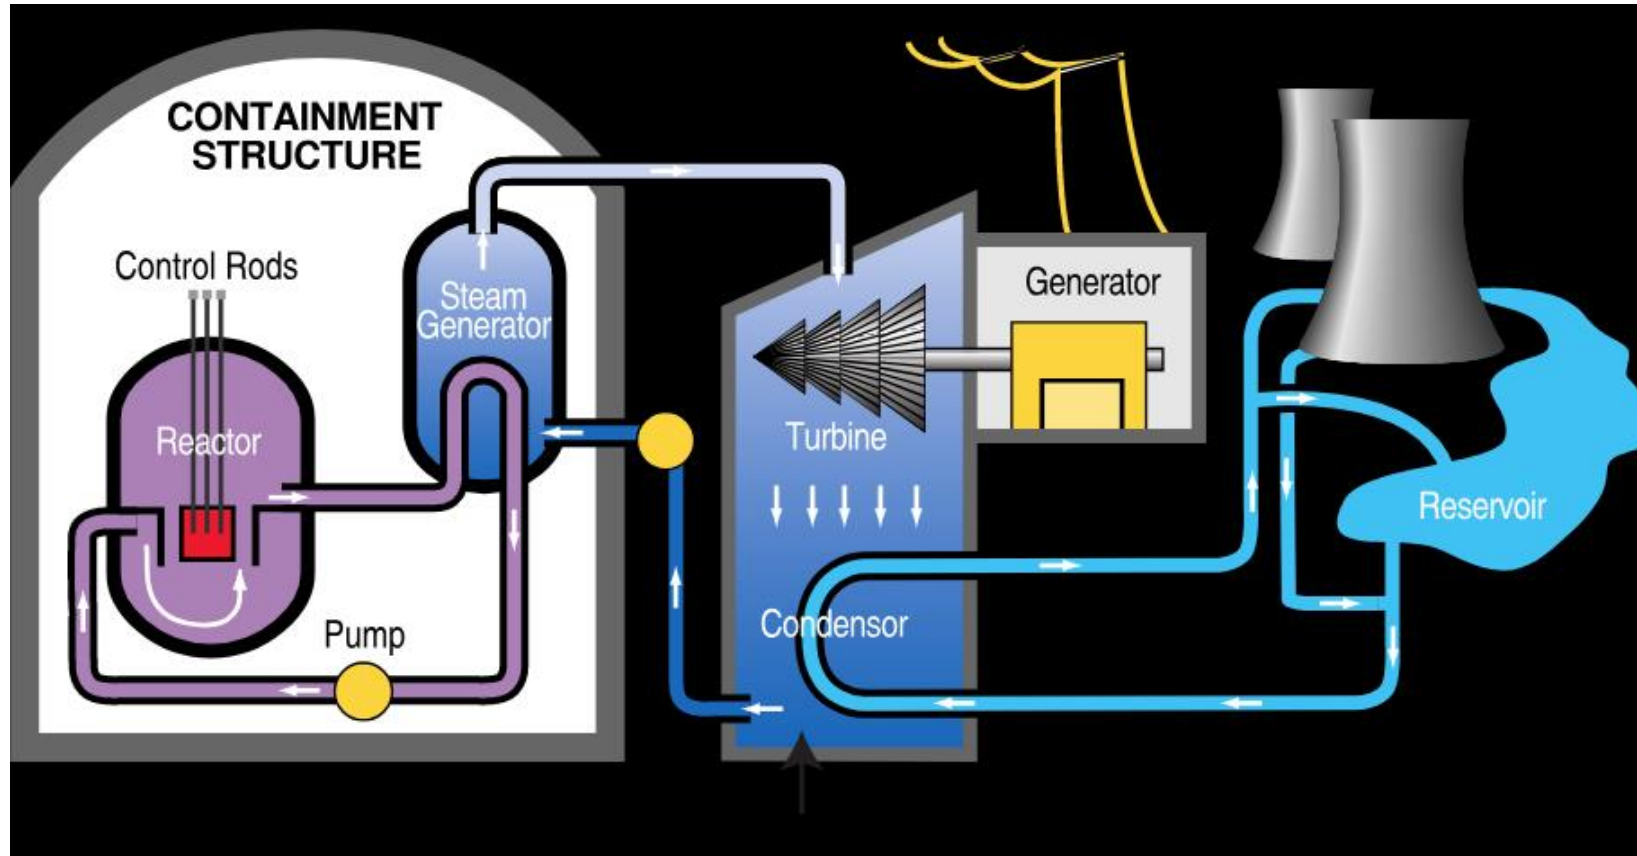 CONTAINMENT
STRUCTURE
Control Rods
Steam
Generator
Reactor
Pump
Turbine
Condensor
Generator
Reservoir